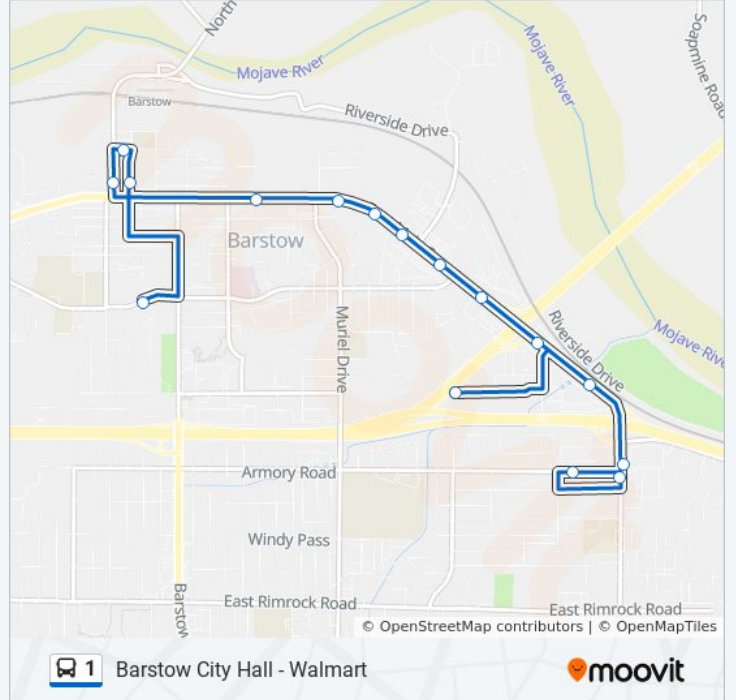 North
Mojave River
Mojave River
Soapmine Road
Barstow
Riverside Drive
Barstow
Muriel Drive
Riverside Drive
Mojave Rive
Armory Road
Windy Pass
Barstow
East Rimrock Road
East Rimrock Road
© OpenStreetMap contributors | © OpenMapTiles
1 Barstow City Hall - Walmart
moovit